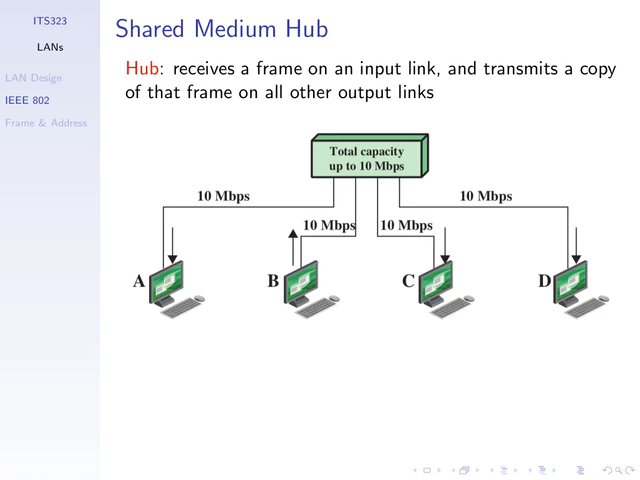 ITS323
LANs
LAN Design
IEEE 802
Frame & Address
Shared Medium Hub
Hub: receives a frame on an input link, and transmits a copy
of that frame on all other output links
Total capacity
up to 10 Mbps
10 Mbps
10 Mbps
10 Mbps
10 Mbps
A
B
C
D